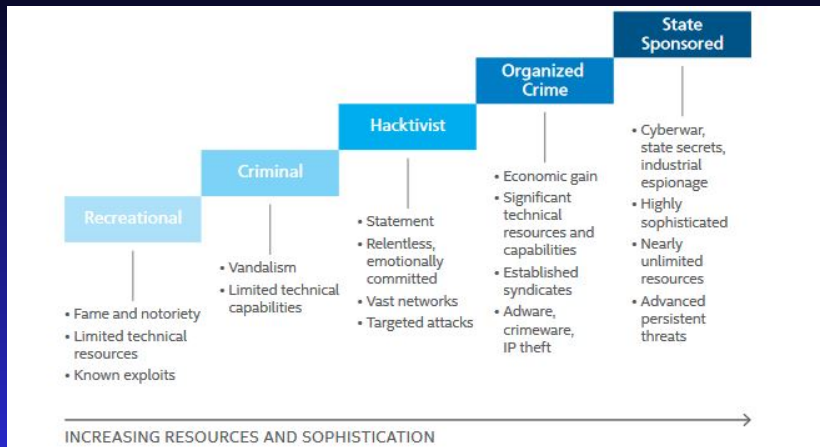 State
Sponsored
Organized
Crime
Hacktivist
Criminal
Recreational
• Fame and notoriety
• Limited technical
resources
• Known exploits
• Vandalism
• Limited technical
capabilities
• Statement
• Relentless,
emotionally
committed
• Vast networks
• Targeted attacks
• Economic gain
• Significant
technical
resources and
capabilities
• Established
syndicates
• Adware,
crimeware,
IP theft
• Cyberwar,
state secrets,
industrial
espionage
• Highly
sophisticated
• Nearly
unlimited
resources
• Advanced
persistent
threats
INCREASING RESOURCES AND SOPHISTICATION